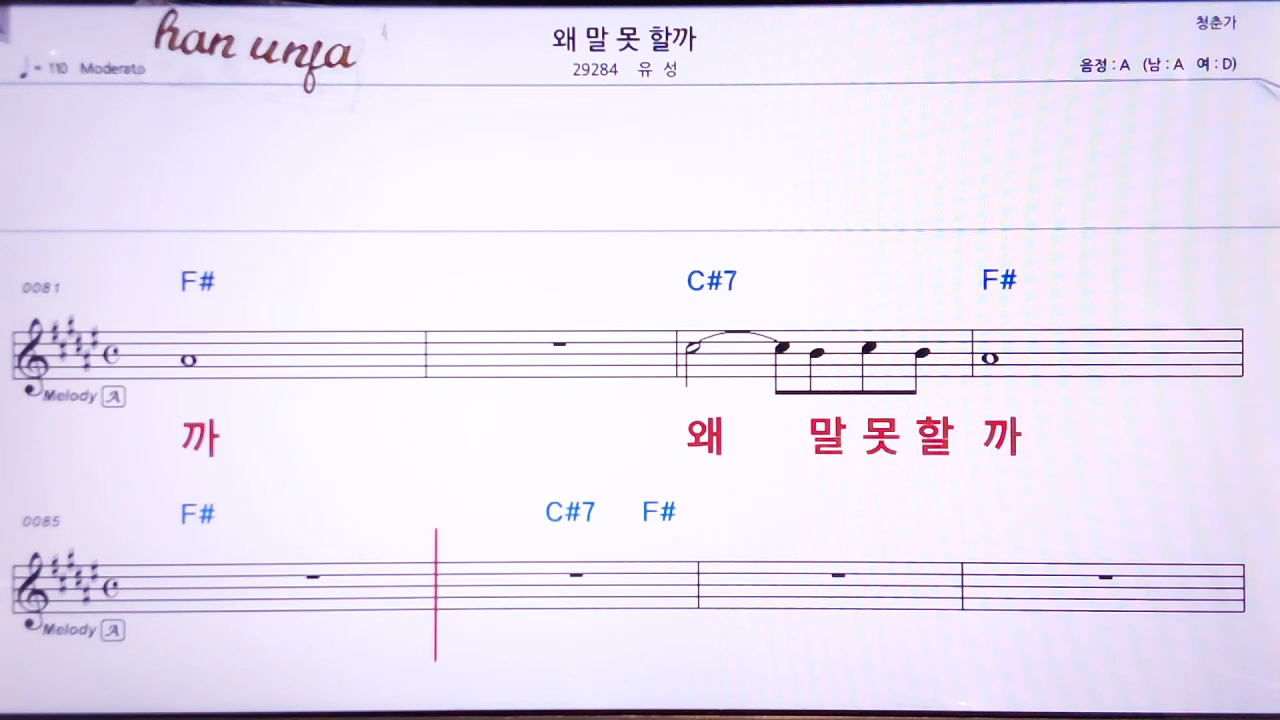 han unfa
왜 말 못 할까
청춘가
♩= 110 Moderato
29284 유 성
음정 : A (남 : A 여 : D)
F# C#7 F#
0081
Melody A
까 왜 말 못 할 까
F# C#7 F#
0085
Melody A